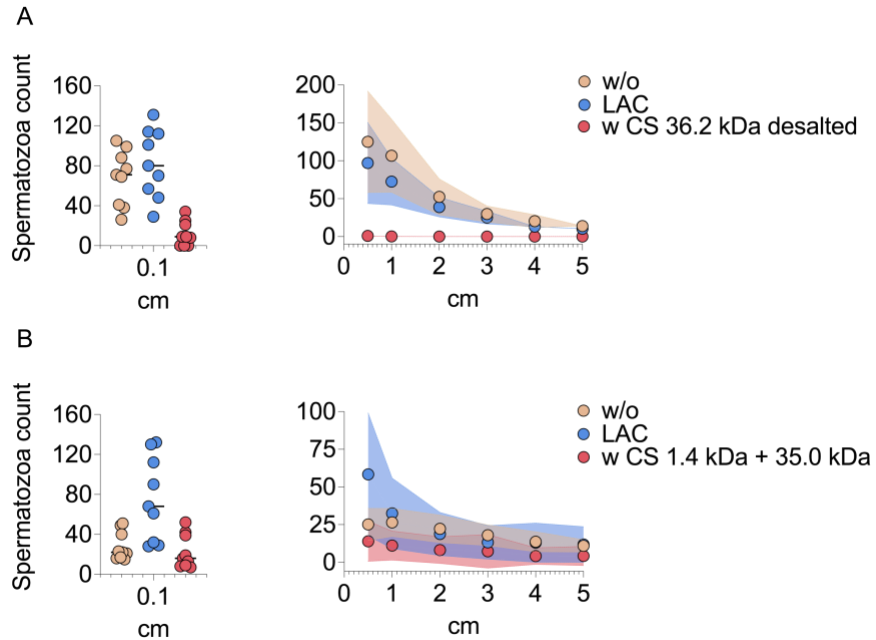 A
Spermatozoa count
160
120
80
40
0
0.1
cm
200
150
100
50
0
0 1 2 3 4 5
cm
w/o
LAC
w CS 36.2 kDa desalted
B
Spermatozoa count
160
120
80
40
0
0.1
cm
100
75
50
25
0
0 1 2 3 4 5
cm
w/o
LAC
w CS 1.4 kDa + 35.0 kDa